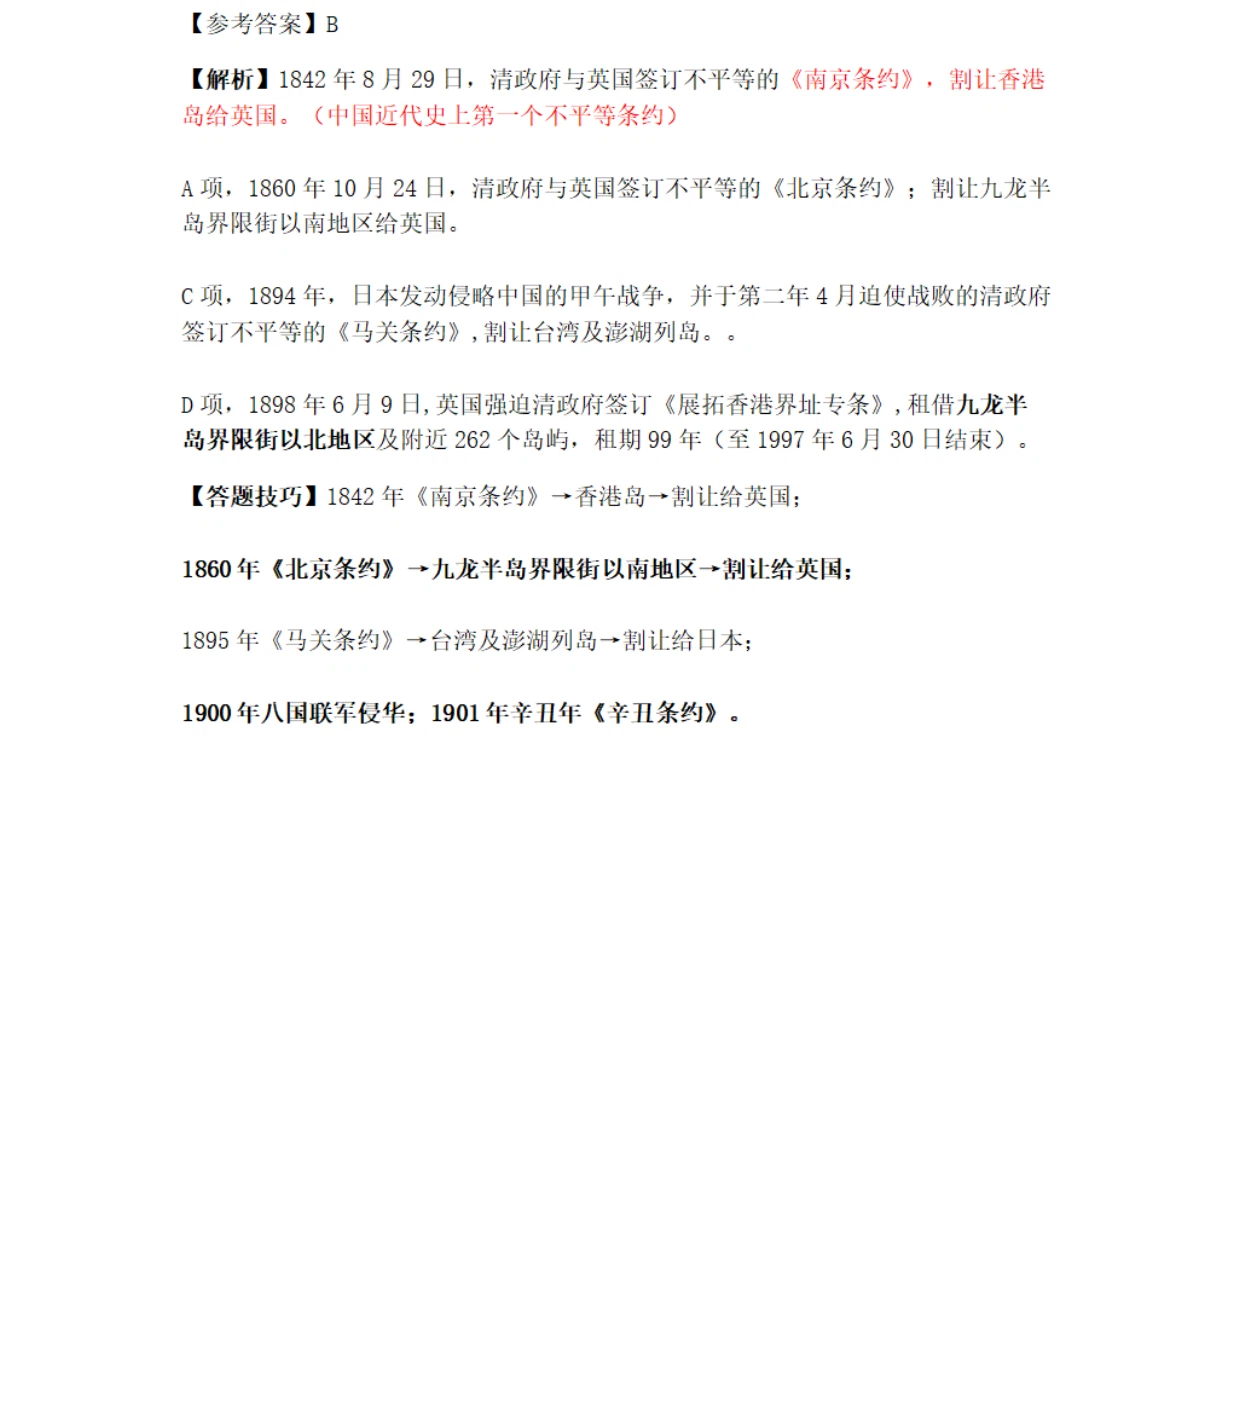 【参考答案】B
【解析】1842 年 8 月 29 日，清政府与英国签订不平等的《南京条约》，割让香港
岛给英国。（中国近代史上第一个不平等条约）
A 项，1860 年 10 月 24 日，清政府与英国签订不平等的《北京条约》；割让九龙半
岛界限街以南地区给英国。
C 项，1894 年，日本发动侵略中国的甲午战争，并于第二年 4 月迫使战败的清政府
签订不平等的《马关条约》,割让台湾及澎湖列岛。。
D 项，1898 年 6 月 9 日,英国强迫清政府签订《展拓香港界址专条》,租借九龙半
岛界限街以北地区及附近 262 个岛屿，租期 99 年（至 1997 年 6 月 30 日结束）。
【答题技巧】1842 年《南京条约》→香港岛→割让给英国；
1860 年《北京条约》→九龙半岛界限街以南地区→割让给英国；
1895 年《马关条约》→台湾及澎湖列岛→割让给日本；
1900 年八国联军侵华；1901 年辛丑年《辛丑条约》。